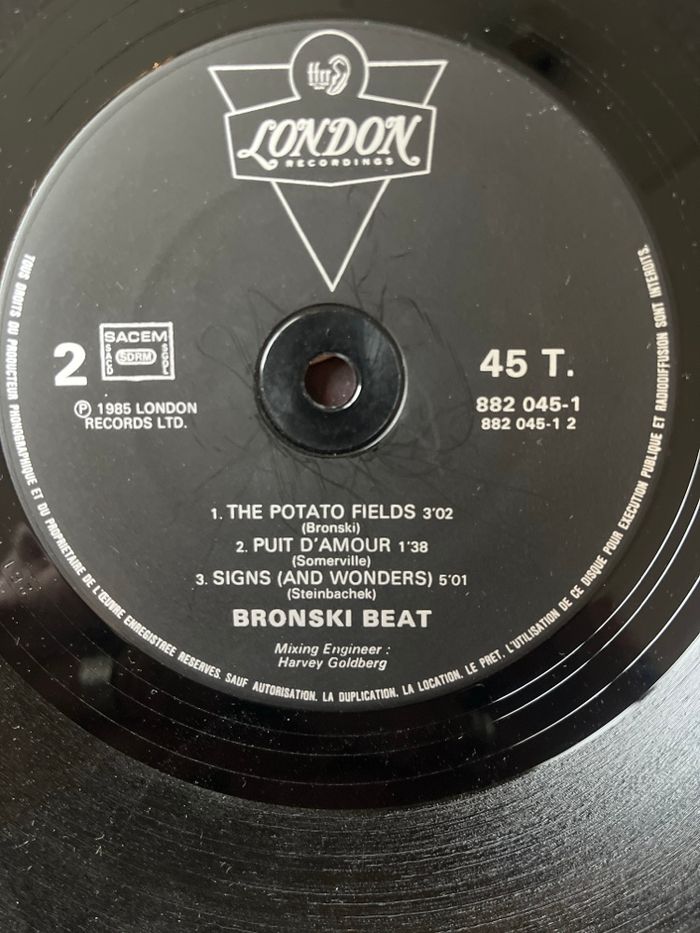 ffrr
LONDON
RECORDINGS
2
SACEM
SACD
SDRM
SGDL
45 T.
℗ 1985 LONDON
RECORDS LTD.
882 045-1
882 045-1 2
1. THE POTATO FIELDS 3'02
(Bronski)
2. PUIT D'AMOUR 1'38
(Somerville)
3. SIGNS (AND WONDERS) 5'01
(Steinbachek)
BRONSKI BEAT
Mixing Engineer :
Harvey Goldberg
TOUS DROITS DU PRODUCTEUR PHONOGRAPHIQUE ET DU PROPRIETAIRE DE L'ŒUVRE ENREGISTREE RESERVES. SAUF AUTORISATION. LA DUPLICATION. LA LOCATION. LE PRET. L'UTILISATION DE CE DISQUE POUR EXECUTION PUBLIQUE ET RADIODIFFUSION SONT INTERDITS.